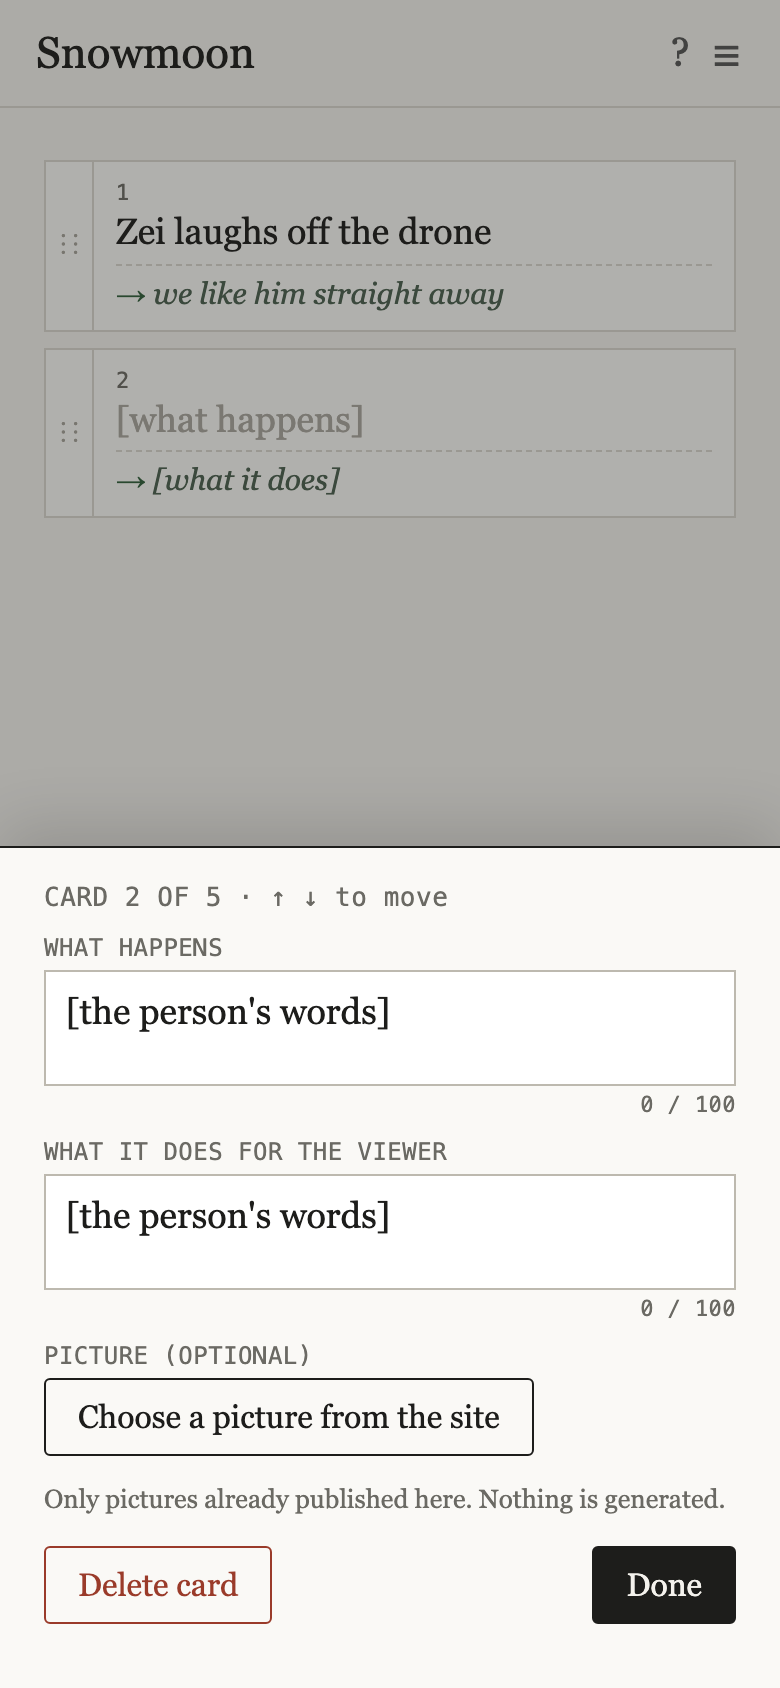 Snowmoon
? ≡
1
Zei laughs off the drone
→ we like him straight away
2
[what happens]
→ [what it does]
CARD 2 OF 5 · ↑ ↓ to move
WHAT HAPPENS
[the person's words]
0 / 100
WHAT IT DOES FOR THE VIEWER
[the person's words]
0 / 100
PICTURE (OPTIONAL)
Choose a picture from the site
Only pictures already published here. Nothing is generated.
Delete card
Done